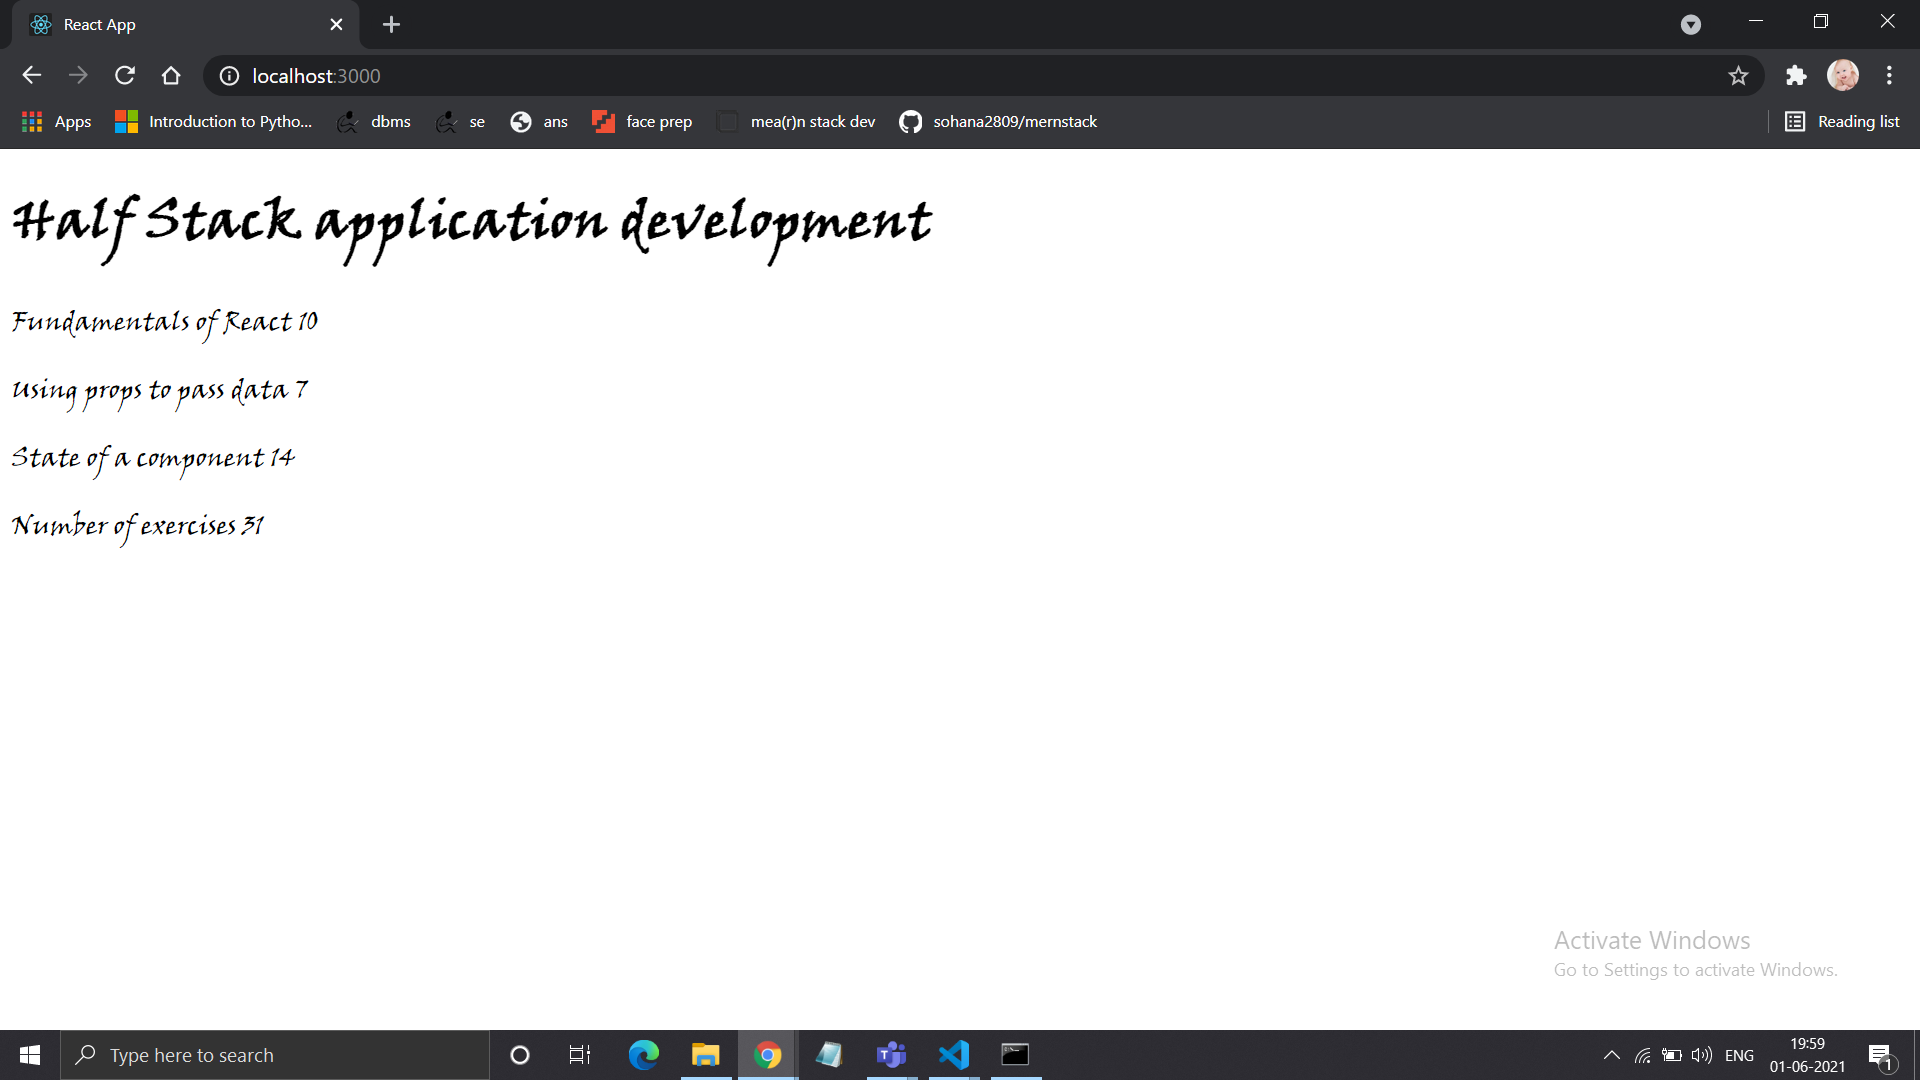 React App
localhost:3000
Apps Introduction to Pytho... dbms se ans face prep mea(r)n stack dev sohana2809/mernstack Reading list
Half Stack application development
Fundamentals of React 10
Using props to pass data 7
State of a component 14
Number of exercises 31
Activate Windows
Go to Settings to activate Windows.
Type here to search
ENG
19:59
01-06-2021
1